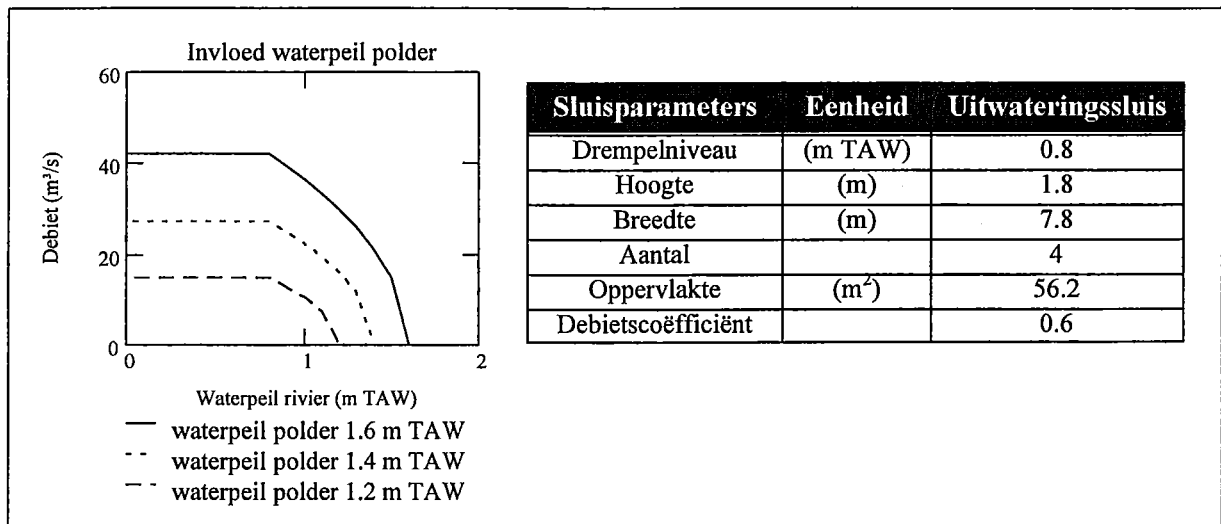 Invloed waterpeil polder
60
40
20
0
Debiet (m³/s)
0 1 2
Waterpeil rivier (m TAW)
waterpeil polder 1.6 m TAW
waterpeil polder 1.4 m TAW
waterpeil polder 1.2 m TAW
Sluisparameters Eenheid Uitwateringssluis
Drempelniveau (m TAW) 0.8
Hoogte (m) 1.8
Breedte (m) 7.8
Aantal 4
Oppervlakte (m²) 56.2
Debietscoëfficiënt 0.6